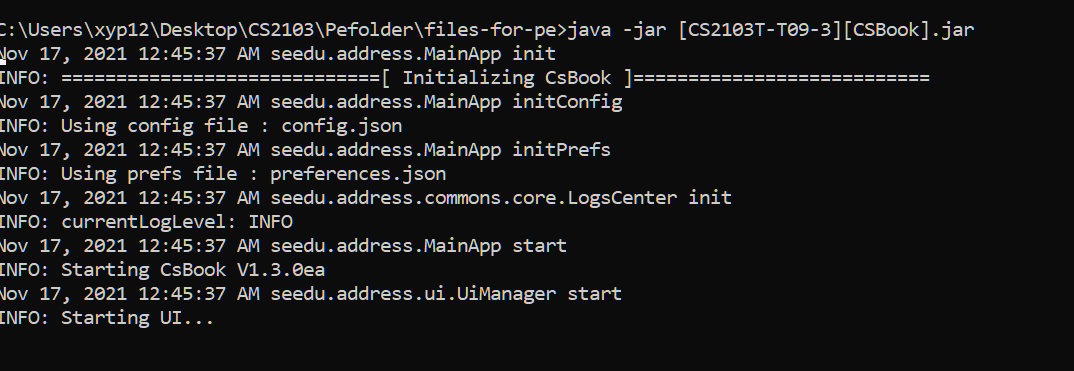 C:\Users\xyp12\Desktop\CS2103\Pefolder\files-for-pe>java -jar [CS2103T-T09-3][CSBook].jar
Nov 17, 2021 12:45:37 AM seedu.address.MainApp init
INFO: =============================[ Initializing CsBook ]===========================
Nov 17, 2021 12:45:37 AM seedu.address.MainApp initConfig
INFO: Using config file : config.json
Nov 17, 2021 12:45:37 AM seedu.address.MainApp initPrefs
INFO: Using prefs file : preferences.json
Nov 17, 2021 12:45:37 AM seedu.address.commons.core.LogsCenter init
INFO: currentLogLevel: INFO
Nov 17, 2021 12:45:37 AM seedu.address.MainApp start
INFO: Starting CsBook V1.3.0ea
Nov 17, 2021 12:45:37 AM seedu.address.ui.UiManager start
INFO: Starting UI...